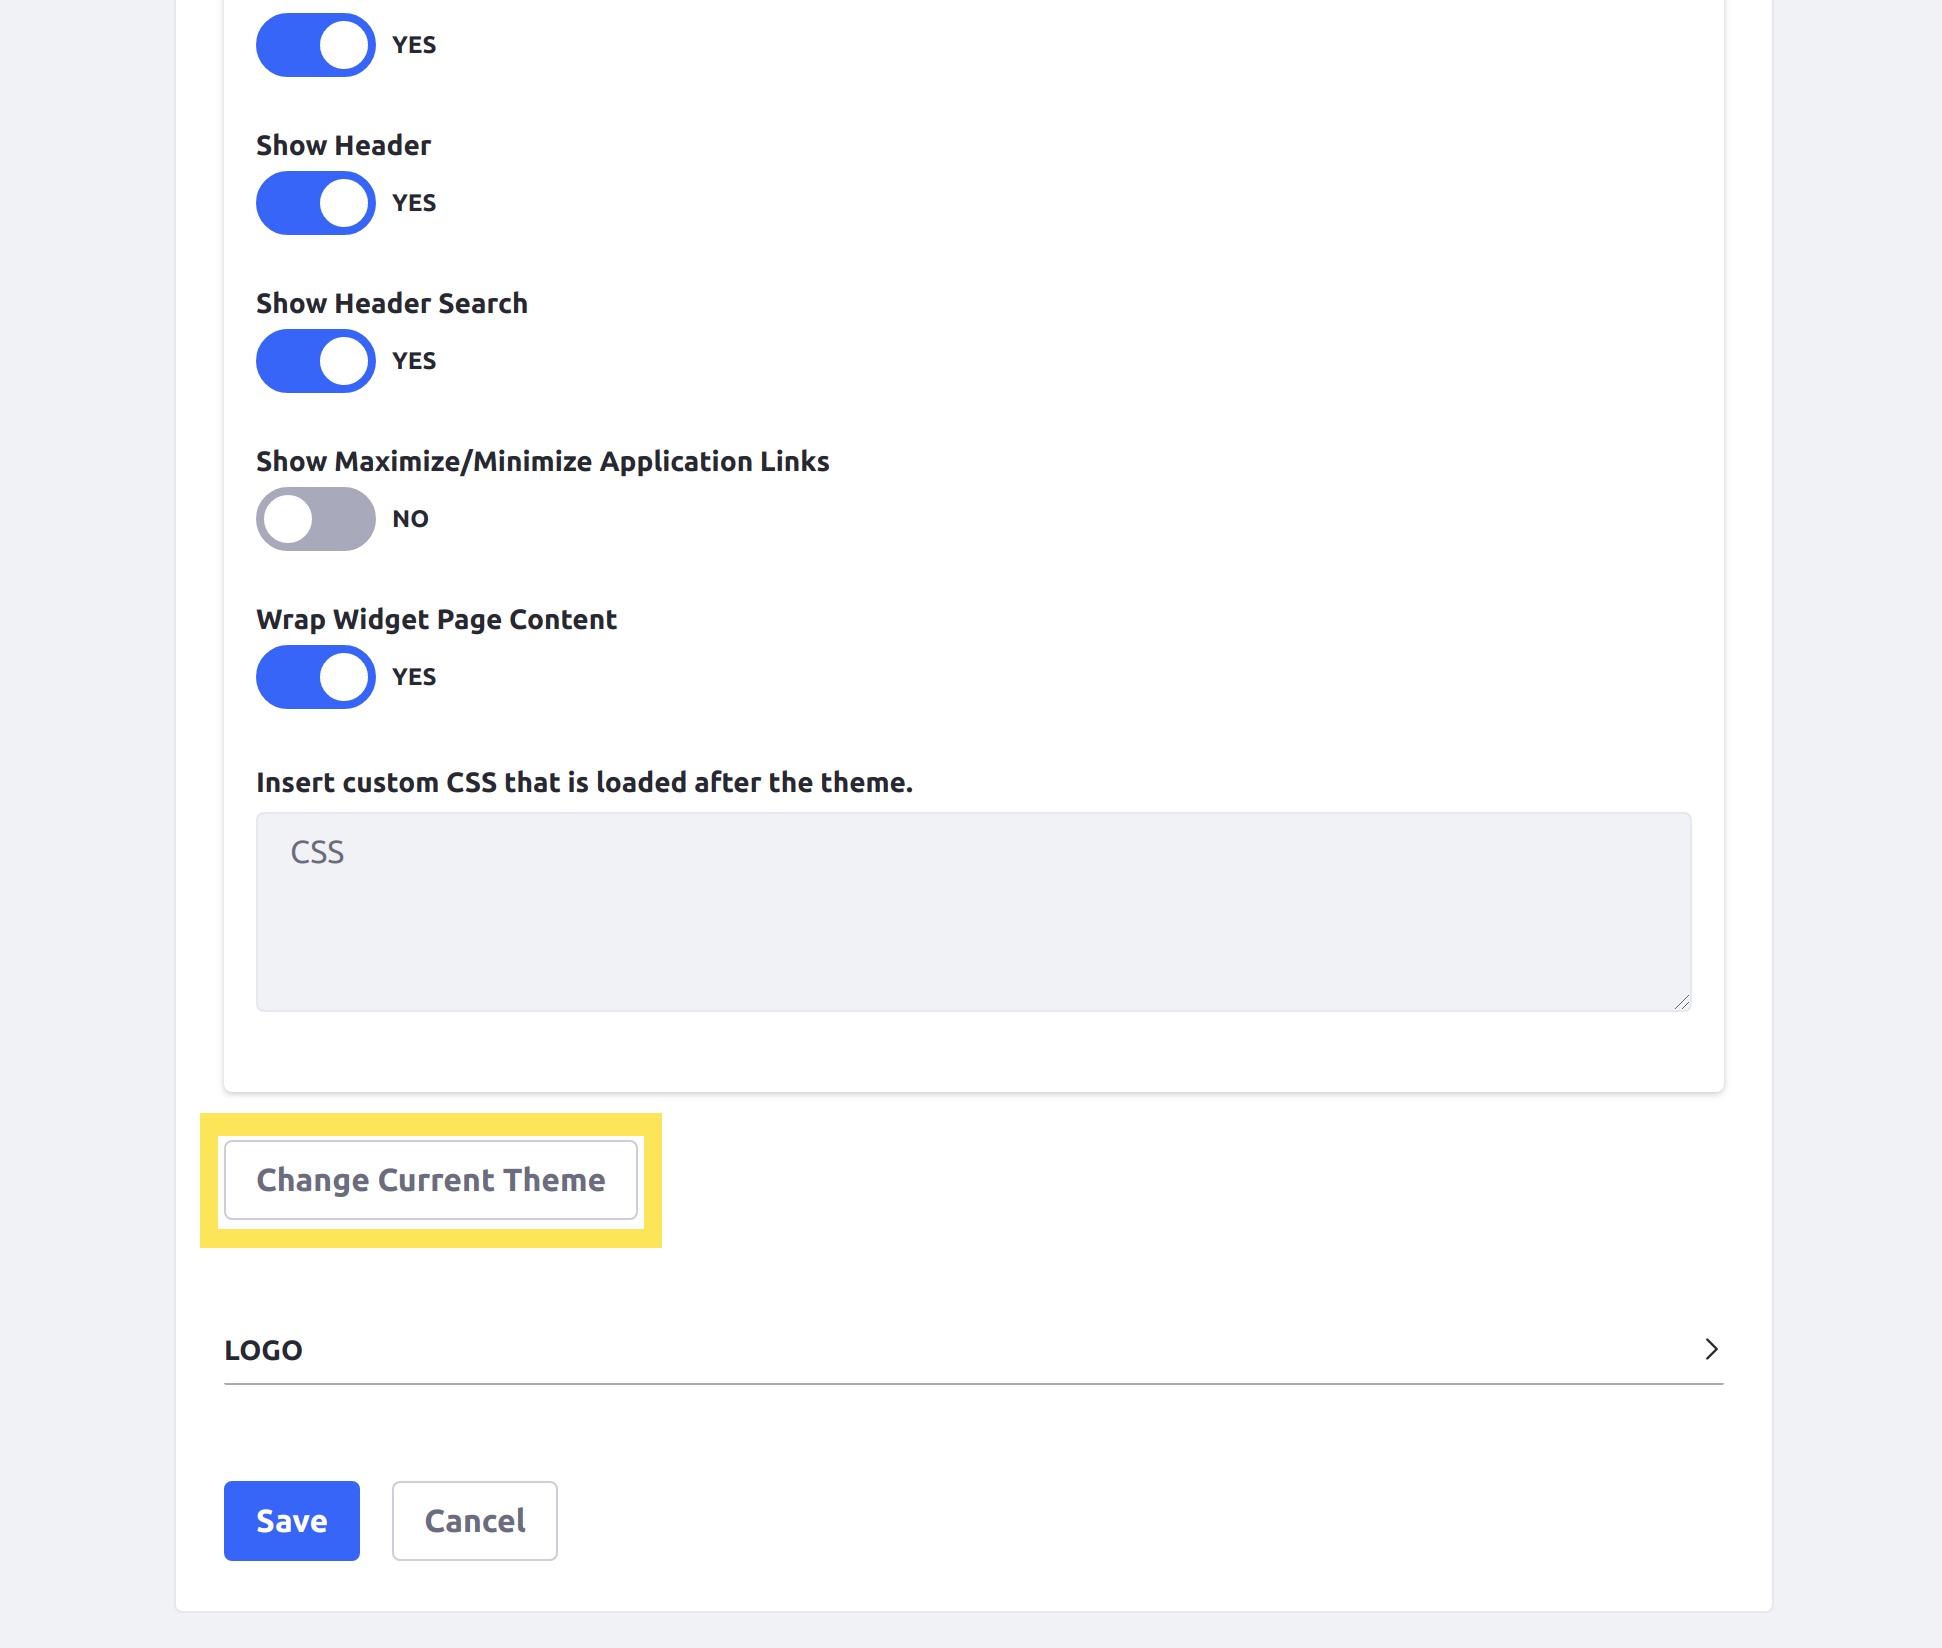 YES
Show Header
YES
Show Header Search
YES
Show Maximize/Minimize Application Links
NO
Wrap Widget Page Content
YES
Insert custom CSS that is loaded after the theme.
CSS
Change Current Theme
LOGO
Save Cancel